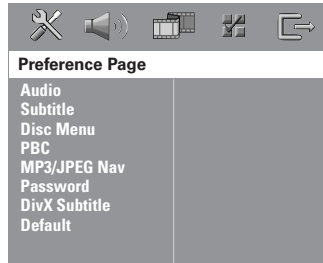 Preference Page
Audio
Subtitle
Disc Menu
PBC
MP3/JPEG Nav
Password
DivX Subtitle
Default